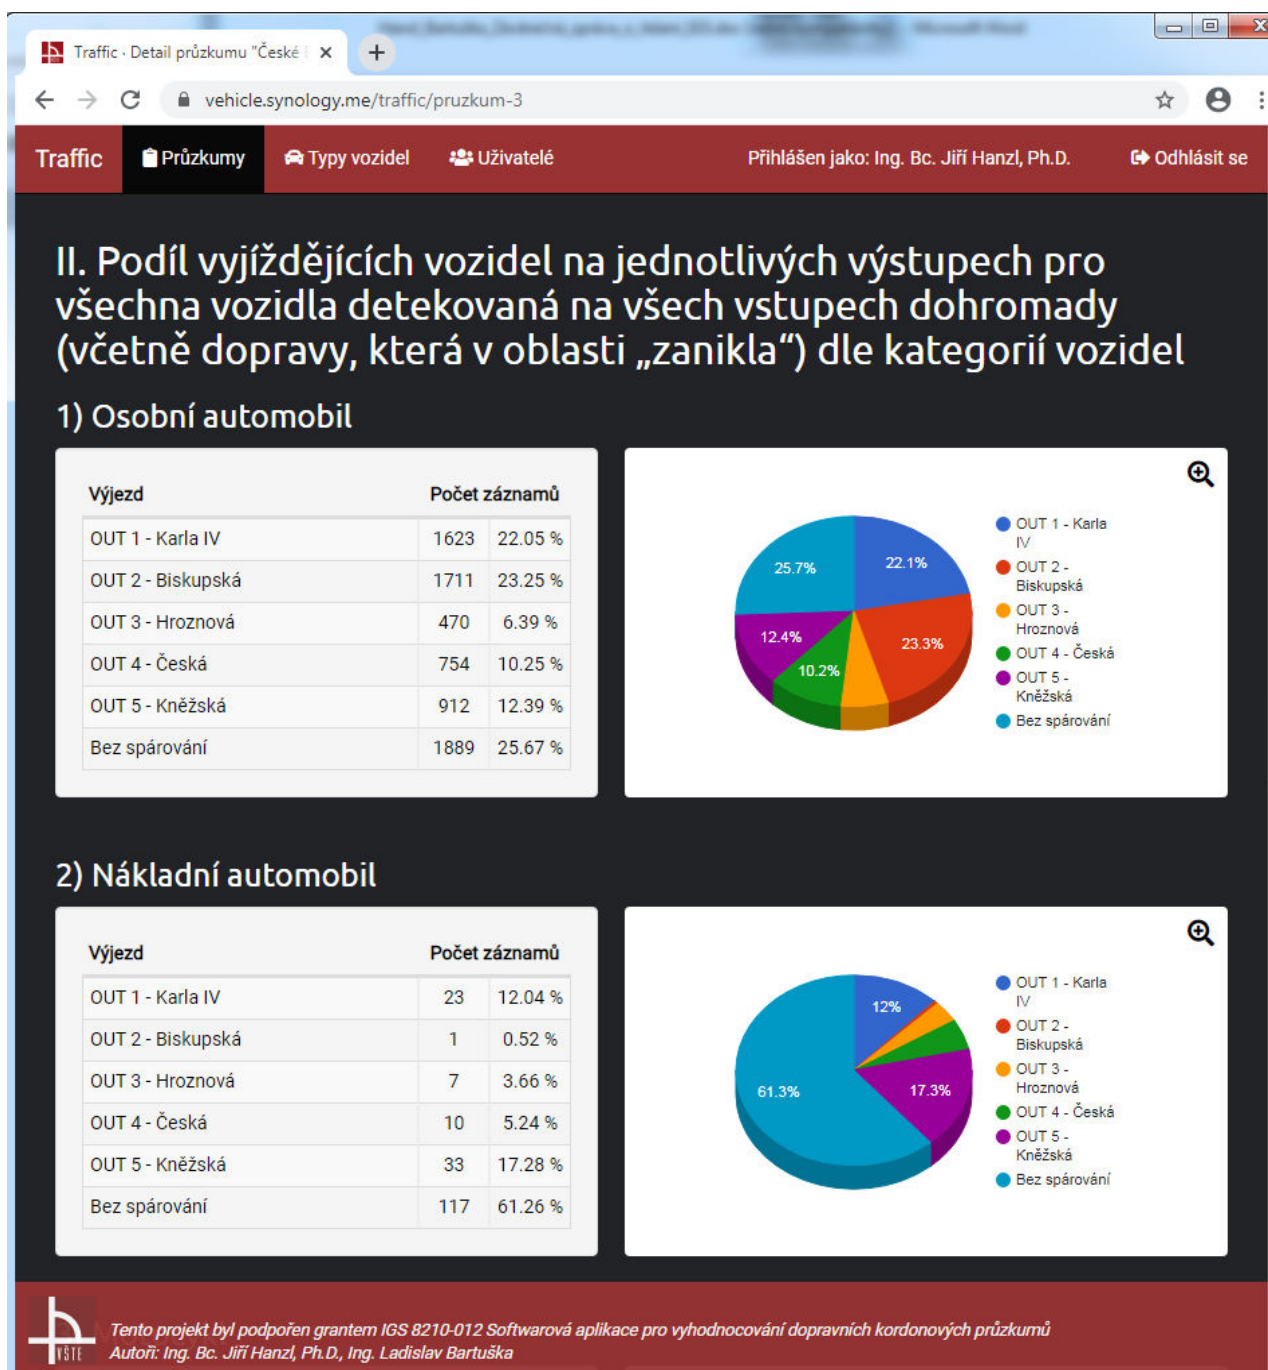 Traffic · Detail průzkumu "České
vehicle.synology.me/traffic/pruzkum-3
Traffic Průzkumy Typy vozidel Uživatelé Přihlášen jako: Ing. Bc. Jiří Hanzl, Ph.D. Odhlásit se
II. Podíl vyjíždějících vozidel na jednotlivých výstupech pro
všechna vozidla detekovaná na všech vstupech dohromady
(včetně dopravy, která v oblasti „zanikla“) dle kategorií vozidel
1) Osobní automobil
Výjezd Počet záznamů
OUT 1 - Karla IV 1623 22.05 %
OUT 2 - Biskupská 1711 23.25 %
OUT 3 - Hroznová 470 6.39 %
OUT 4 - Česká 754 10.25 %
OUT 5 - Kněžská 912 12.39 %
Bez spárování 1889 25.67 %
25.7%
22.1%
12.4%
23.3%
10.2%
OUT 1 - Karla
IV
OUT 2 -
Biskupská
OUT 3 -
Hroznová
OUT 4 - Česká
OUT 5 -
Kněžská
Bez spárování
2) Nákladní automobil
Výjezd Počet záznamů
OUT 1 - Karla IV 23 12.04 %
OUT 2 - Biskupská 1 0.52 %
OUT 3 - Hroznová 7 3.66 %
OUT 4 - Česká 10 5.24 %
OUT 5 - Kněžská 33 17.28 %
Bez spárování 117 61.26 %
12%
61.3%
17.3%
OUT 1 - Karla
IV
OUT 2 -
Biskupská
OUT 3 -
Hroznová
OUT 4 - Česká
OUT 5 -
Kněžská
Bez spárování
VŠTE
Tento projekt byl podpořen grantem IGS 8210-012 Softwarová aplikace pro vyhodnocování dopravních kordonových průzkumů
Autoři: Ing. Bc. Jiří Hanzl, Ph.D., Ing. Ladislav Bartuška